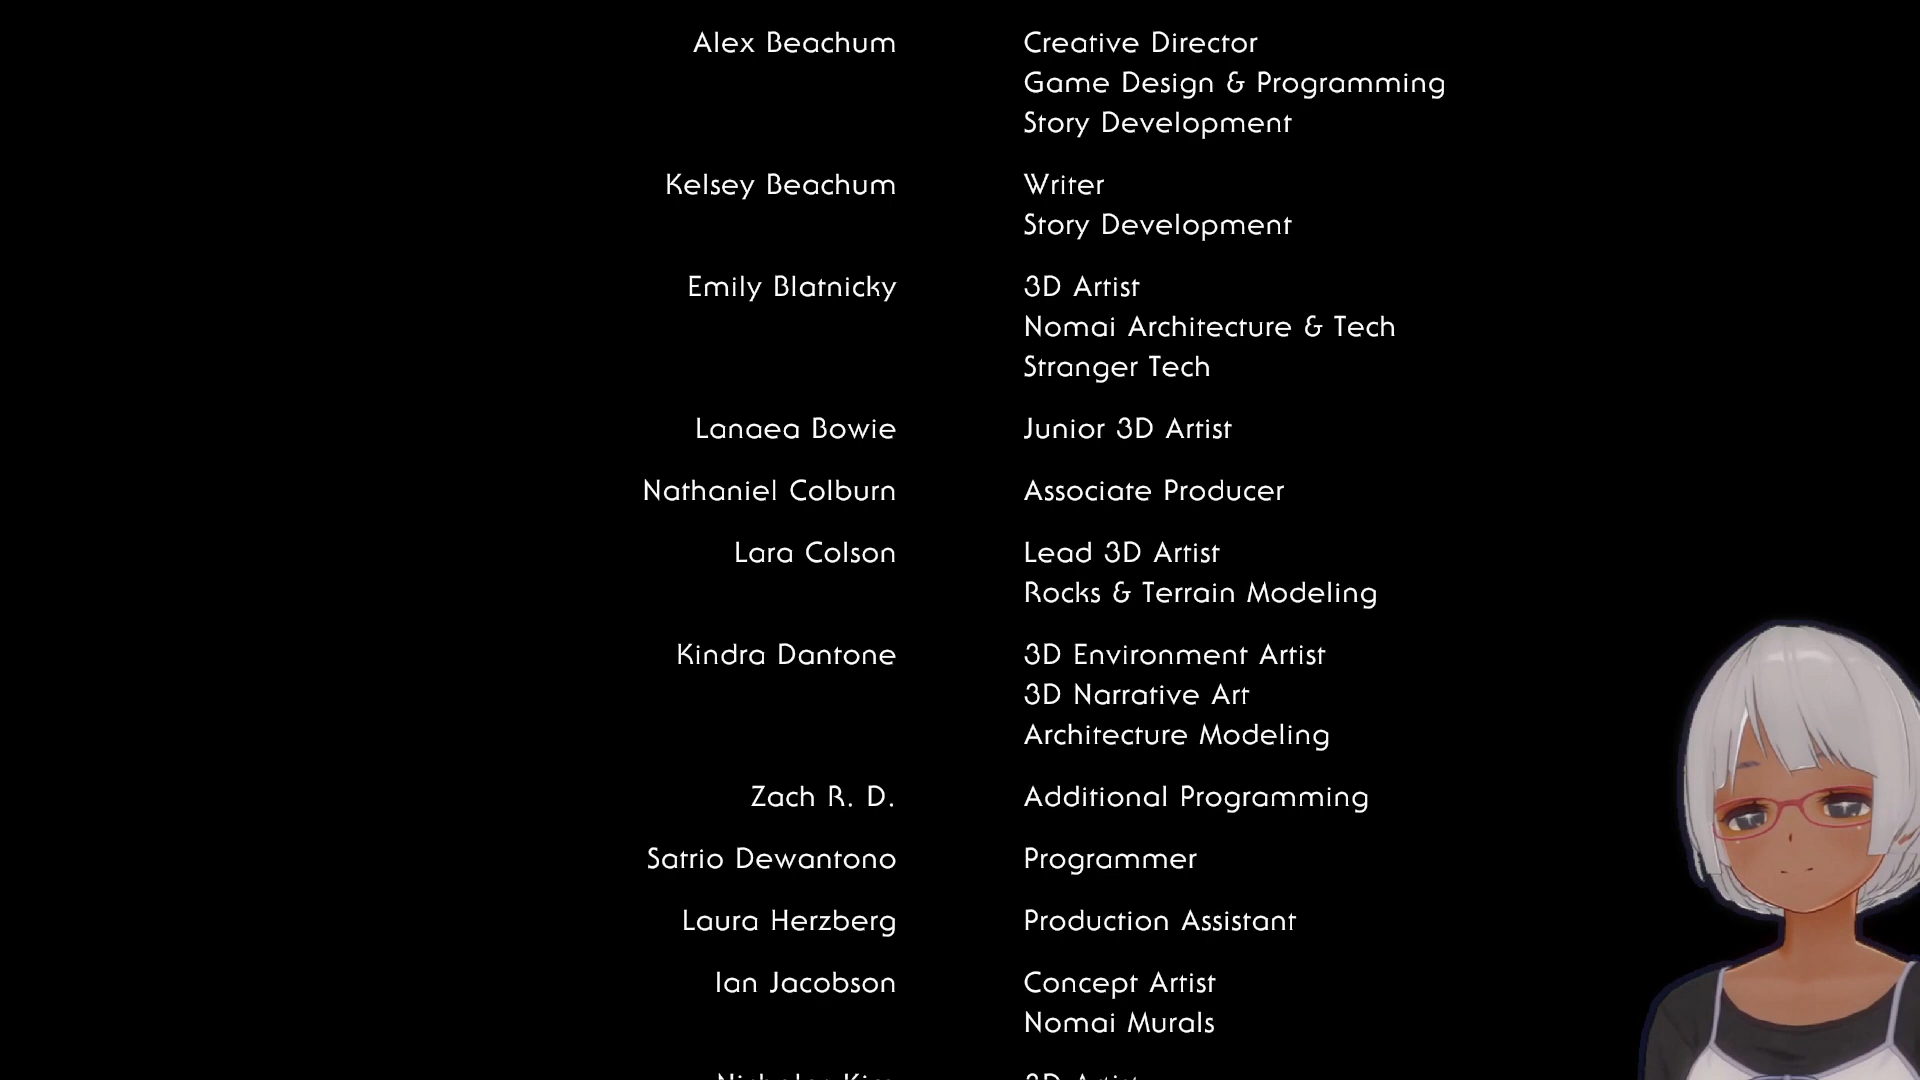 Alex Beachum Creative Director
Game Design & Programming
Story Development
Kelsey Beachum Writer
Story Development
Emily Blatnicky 3D Artist
Nomai Architecture & Tech
Stranger Tech
Lanaea Bowie Junior 3D Artist
Nathaniel Colburn Associate Producer
Lara Colson Lead 3D Artist
Rocks & Terrain Modeling
Kindra Dantone 3D Environment Artist
3D Narrative Art
Architecture Modeling
Zach R. D. Additional Programming
Satrio Dewantono Programmer
Laura Herzberg Production Assistant
Ian Jacobson Concept Artist
Nomai Murals
3D Artist